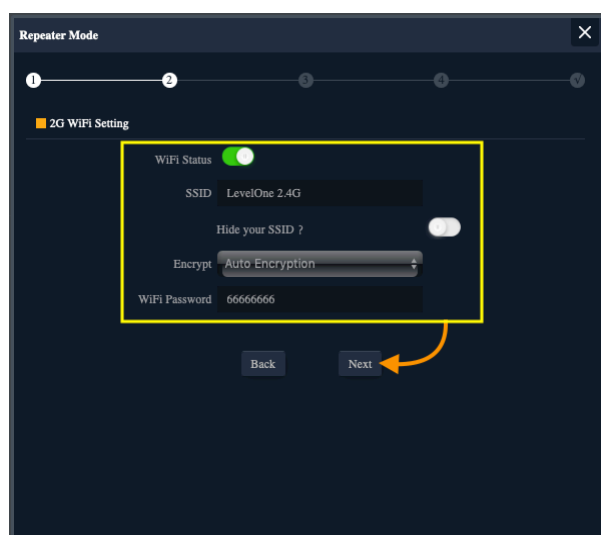 Repeater Mode
1 2 3 4 √
2G WiFi Setting
WiFi Status
SSID LevelOne 2.4G
Hide your SSID ?
Encrypt Auto Encryption
WiFi Password 66666666
Back Next